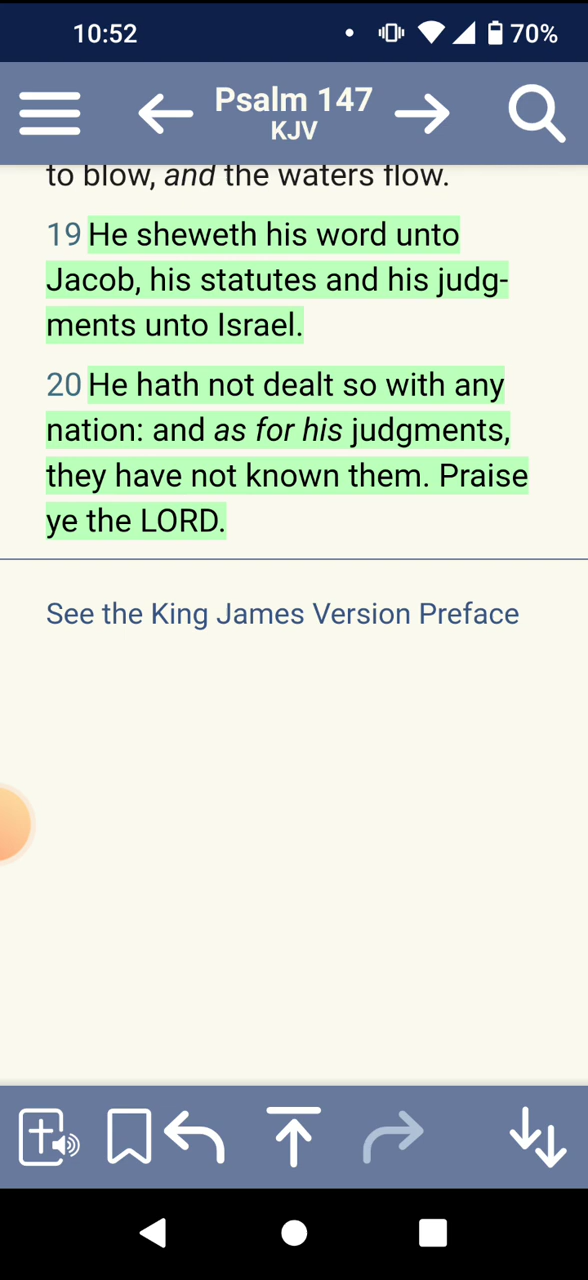 10:52
70%
Psalm 147
KJV
to blow, and the waters flow.
19 He sheweth his word unto
Jacob, his statutes and his judg-
ments unto Israel.
20 He hath not dealt so with any
nation: and as for his judgments,
they have not known them. Praise
ye the LORD.
See the King James Version Preface